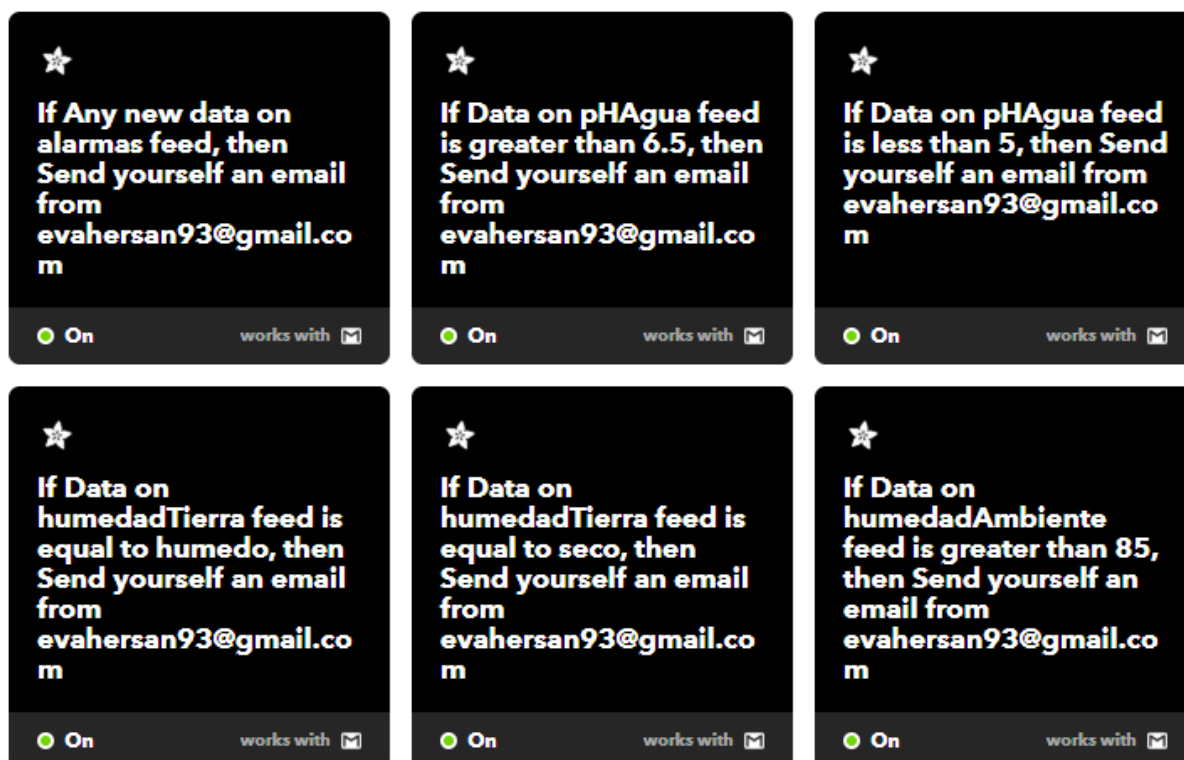 If Any new data on
alarmas feed, then
Send yourself an email
from
evahersan93@gmail.co
m
On
works with
If Data on pHAgua feed
is greater than 6.5, then
Send yourself an email
from
evahersan93@gmail.co
m
On
works with
If Data on pHAgua feed
is less than 5, then Send
yourself an email from
evahersan93@gmail.co
m
On
works with
If Data on
humedadTierra feed is
equal to humedo, then
Send yourself an email
from
evahersan93@gmail.co
m
On
works with
If Data on
humedadTierra feed is
equal to seco, then
Send yourself an email
from
evahersan93@gmail.co
m
On
works with
If Data on
humedadAmbiente
feed is greater than 85,
then Send yourself an
email from
evahersan93@gmail.co
m
On
works with